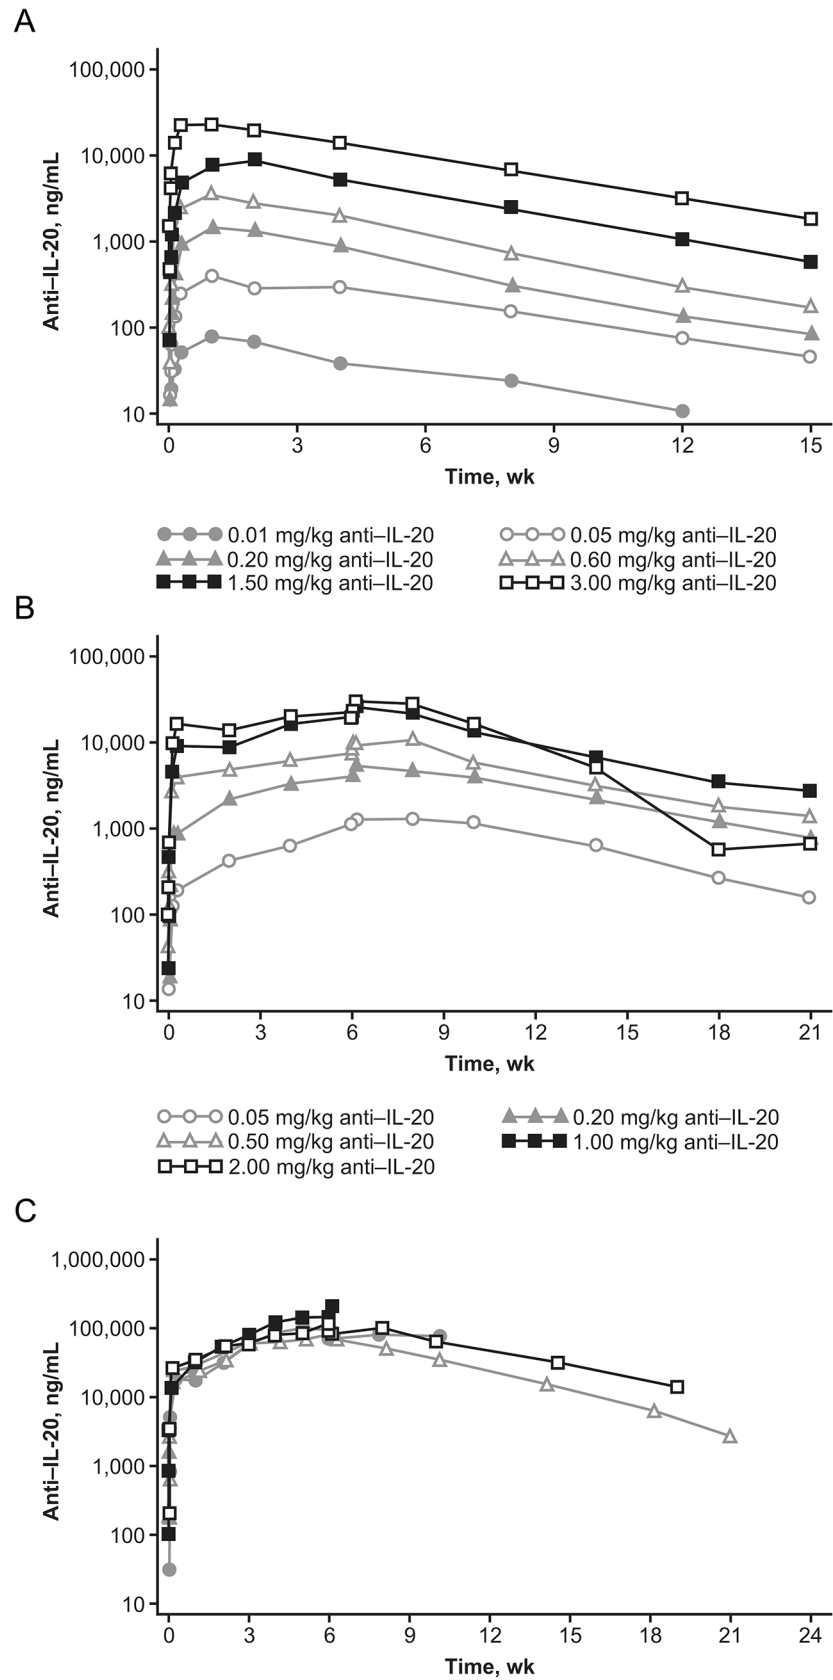 A
100,000
10,000
1,000
100
10
Anti–IL-20, ng/mL
0 3 6 9 12 15
Time, wk
0.01 mg/kg anti–IL-20 0.05 mg/kg anti–IL-20
0.20 mg/kg anti–IL-20 0.60 mg/kg anti–IL-20
1.50 mg/kg anti–IL-20 3.00 mg/kg anti–IL-20
B
100,000
10,000
1,000
100
10
Anti–IL-20, ng/mL
0 3 6 9 12 15 18 21
Time, wk
0.05 mg/kg anti–IL-20 0.20 mg/kg anti–IL-20
0.50 mg/kg anti–IL-20 1.00 mg/kg anti–IL-20
2.00 mg/kg anti–IL-20
C
1,000,000
100,000
10,000
1,000
100
10
Anti–IL-20, ng/mL
0 3 6 9 12 15 18 21 24
Time, wk